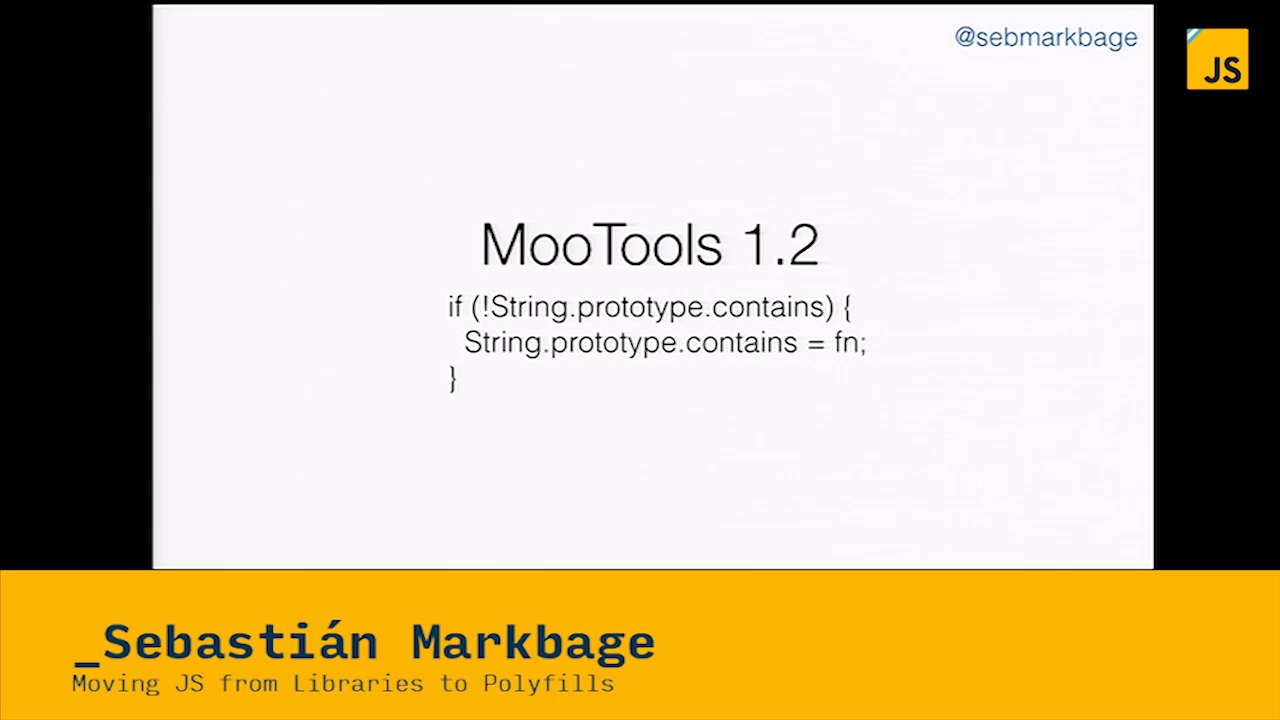 @sebmarkbage
JS
MooTools 1.2
if (!String.prototype.contains) {
String.prototype.contains = fn;
}
_Sebastián Markbage
Moving JS from Libraries to Polyfills